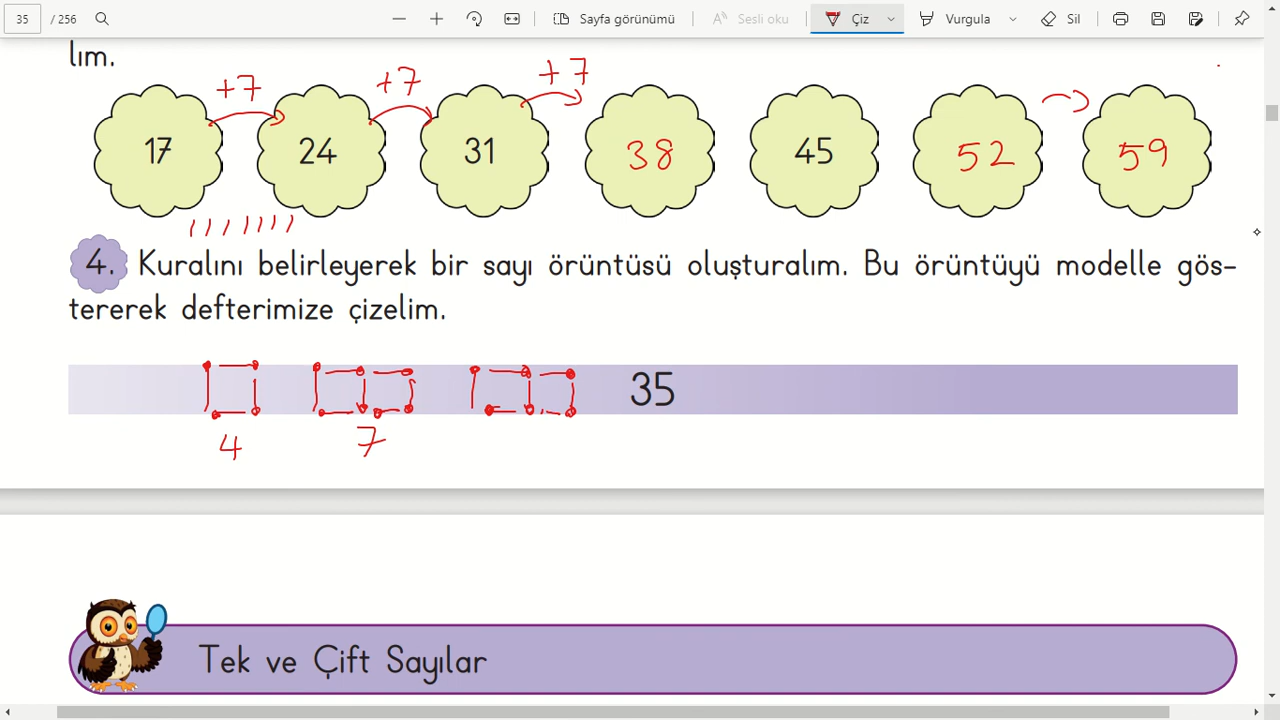 35 / 256 Sayfa görünümü Sesli oku Çiz Vurgula Sil
lım.
+7 +7 +7
17 24 31 38 45 52 59
4. Kuralını belirleyerek bir sayı örüntüsü oluşturalım. Bu örüntüyü modelle gös-
tererek defterimize çizelim.
35
4 7
Tek ve Çift Sayılar